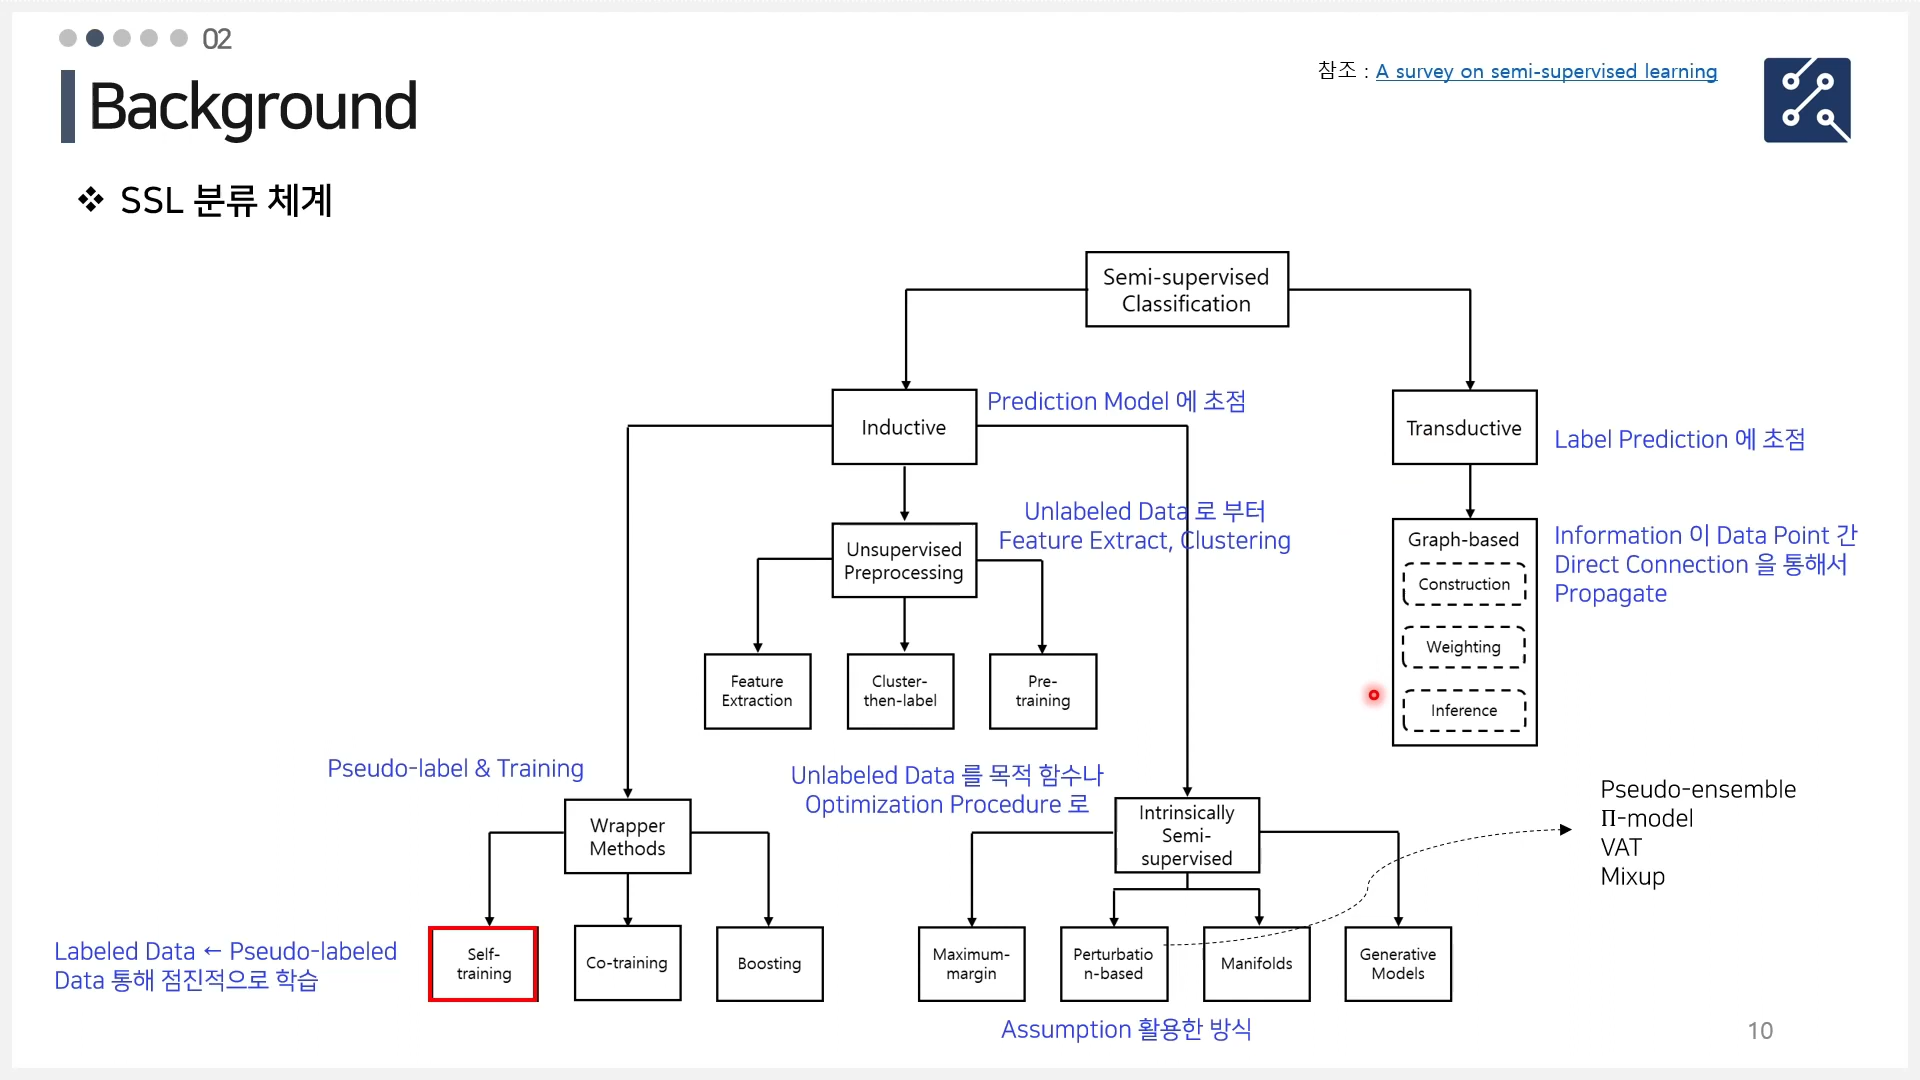 02
Background
참조 : A survey on semi-supervised learning
❖ SSL 분류 체계
Semi-supervised
Classification
Inductive
Prediction Model 에 초점
Transductive
Label Prediction 에 초점
Unlabeled Data 로 부터
Feature Extract, Clustering
Unsupervised
Preprocessing
Graph-based
Construction
Weighting
Inference
Information 이 Data Point 간
Direct Connection 을 통해서
Propagate
Feature
Extraction
Cluster-
then-label
Pre-
training
Pseudo-label & Training
Unlabeled Data 를 목적 함수나
Optimization Procedure 로
Wrapper
Methods
Intrinsically
Semi-
supervised
Pseudo-ensemble
Π-model
VAT
Mixup
Labeled Data ← Pseudo-labeled
Data 통해 점진적으로 학습
Self-
training
Co-training
Boosting
Maximum-
margin
Perturbatio
n-based
Manifolds
Generative
Models
Assumption 활용한 방식
10